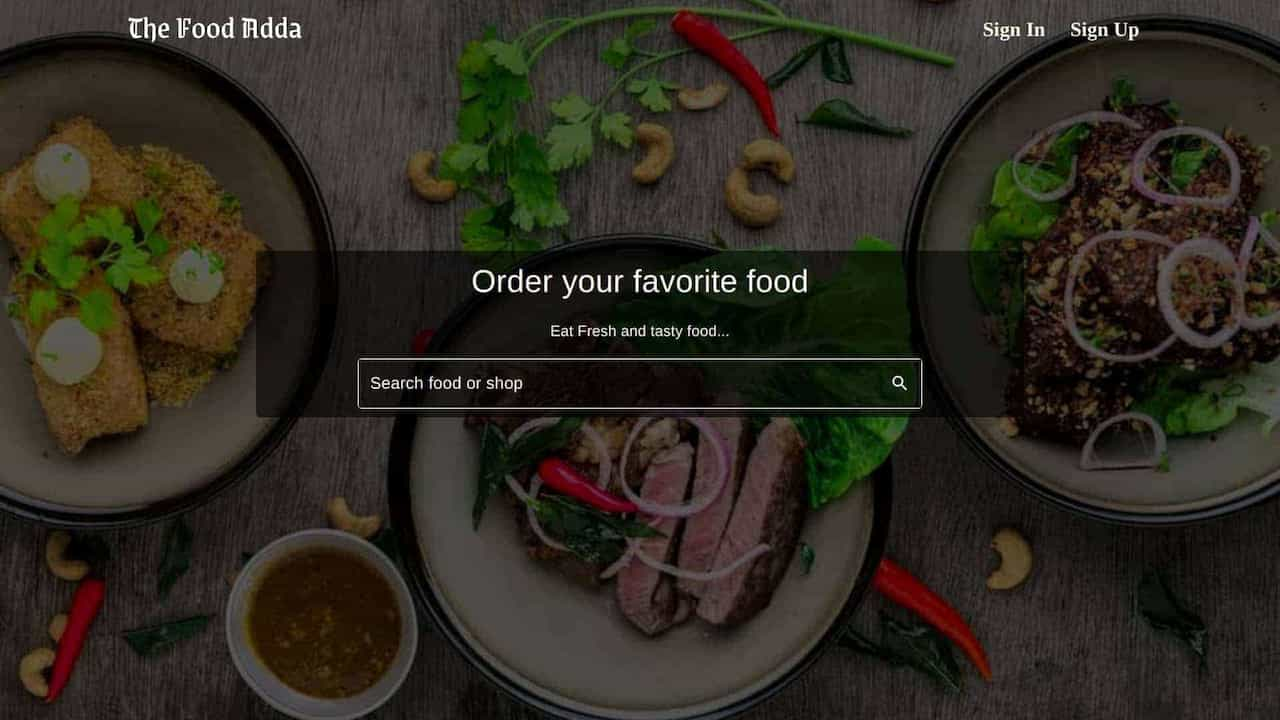 The Food Adda
Sign In
Sign Up
Order your favorite food
Eat Fresh and tasty food...
Search food or shop